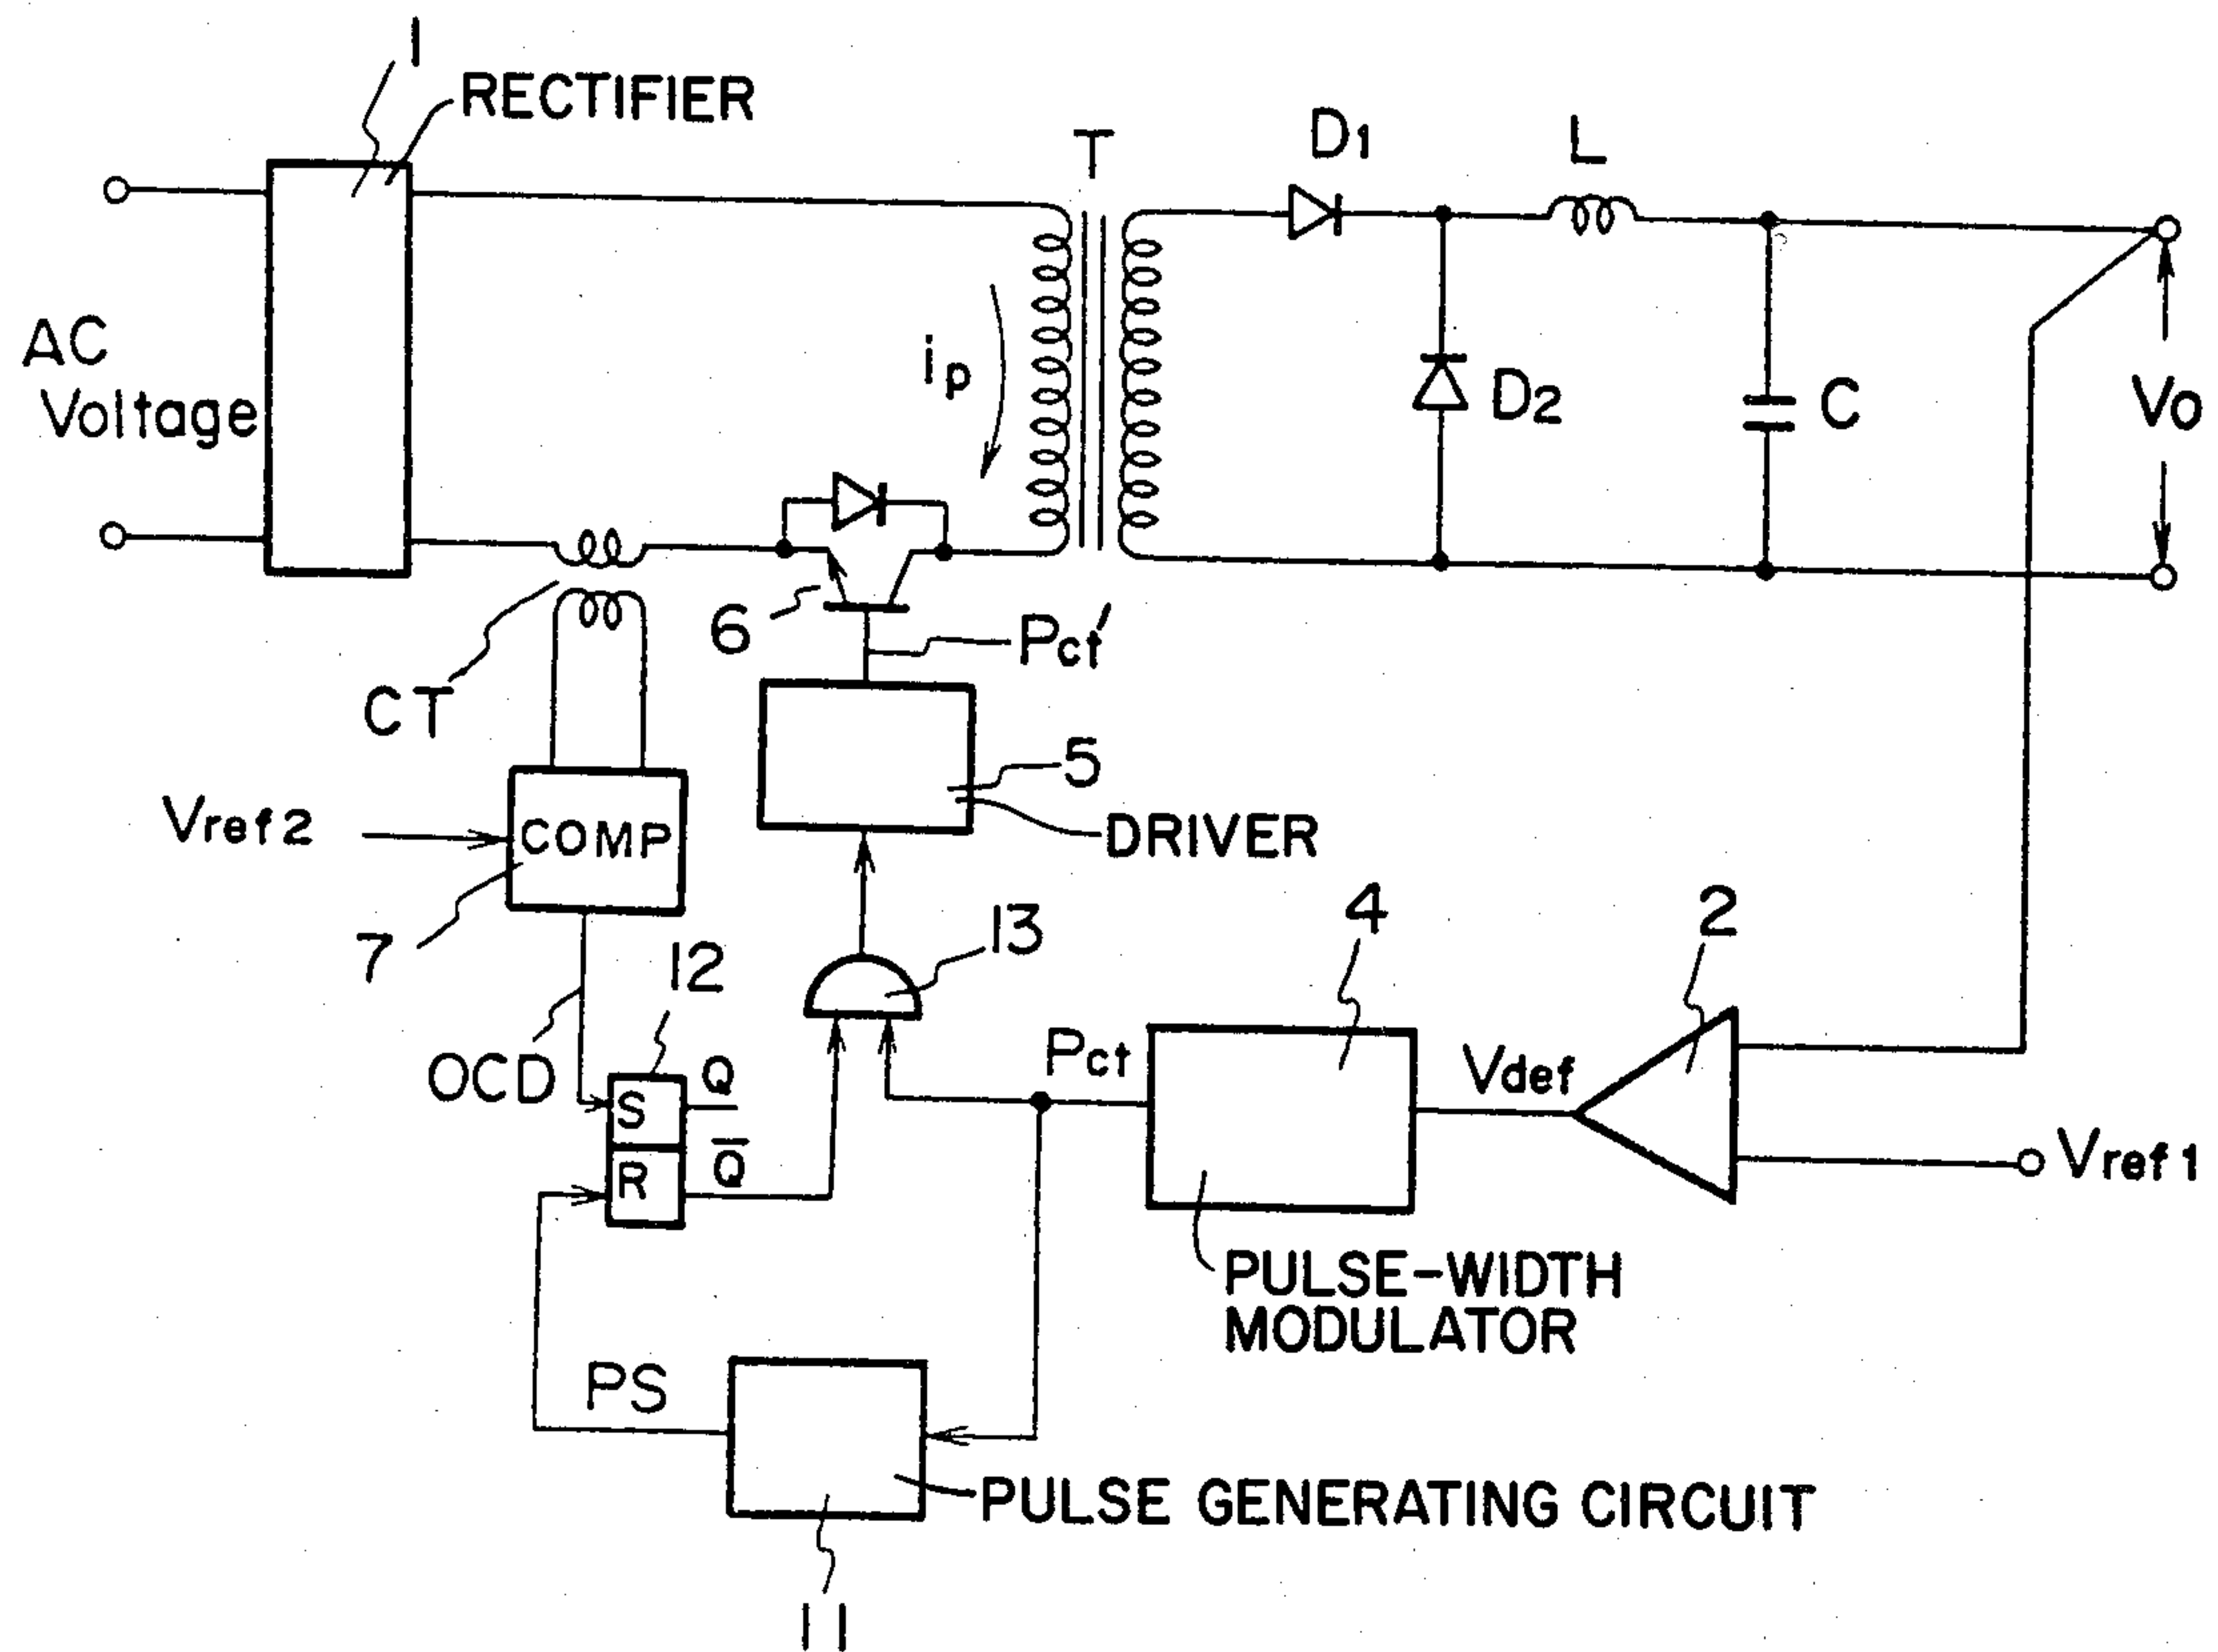 1
RECTIFIER
T
D1
L
AC
Voltage
ip
D2
C
Vo
6
Pct'
CT
5
DRIVER
Vref2
COMP
7
13
4
2
12
OCD
S
Q
R
Q̅
Pct
Vdef
Vref1
PULSE-WIDTH
MODULATOR
PS
PULSE GENERATING CIRCUIT
11